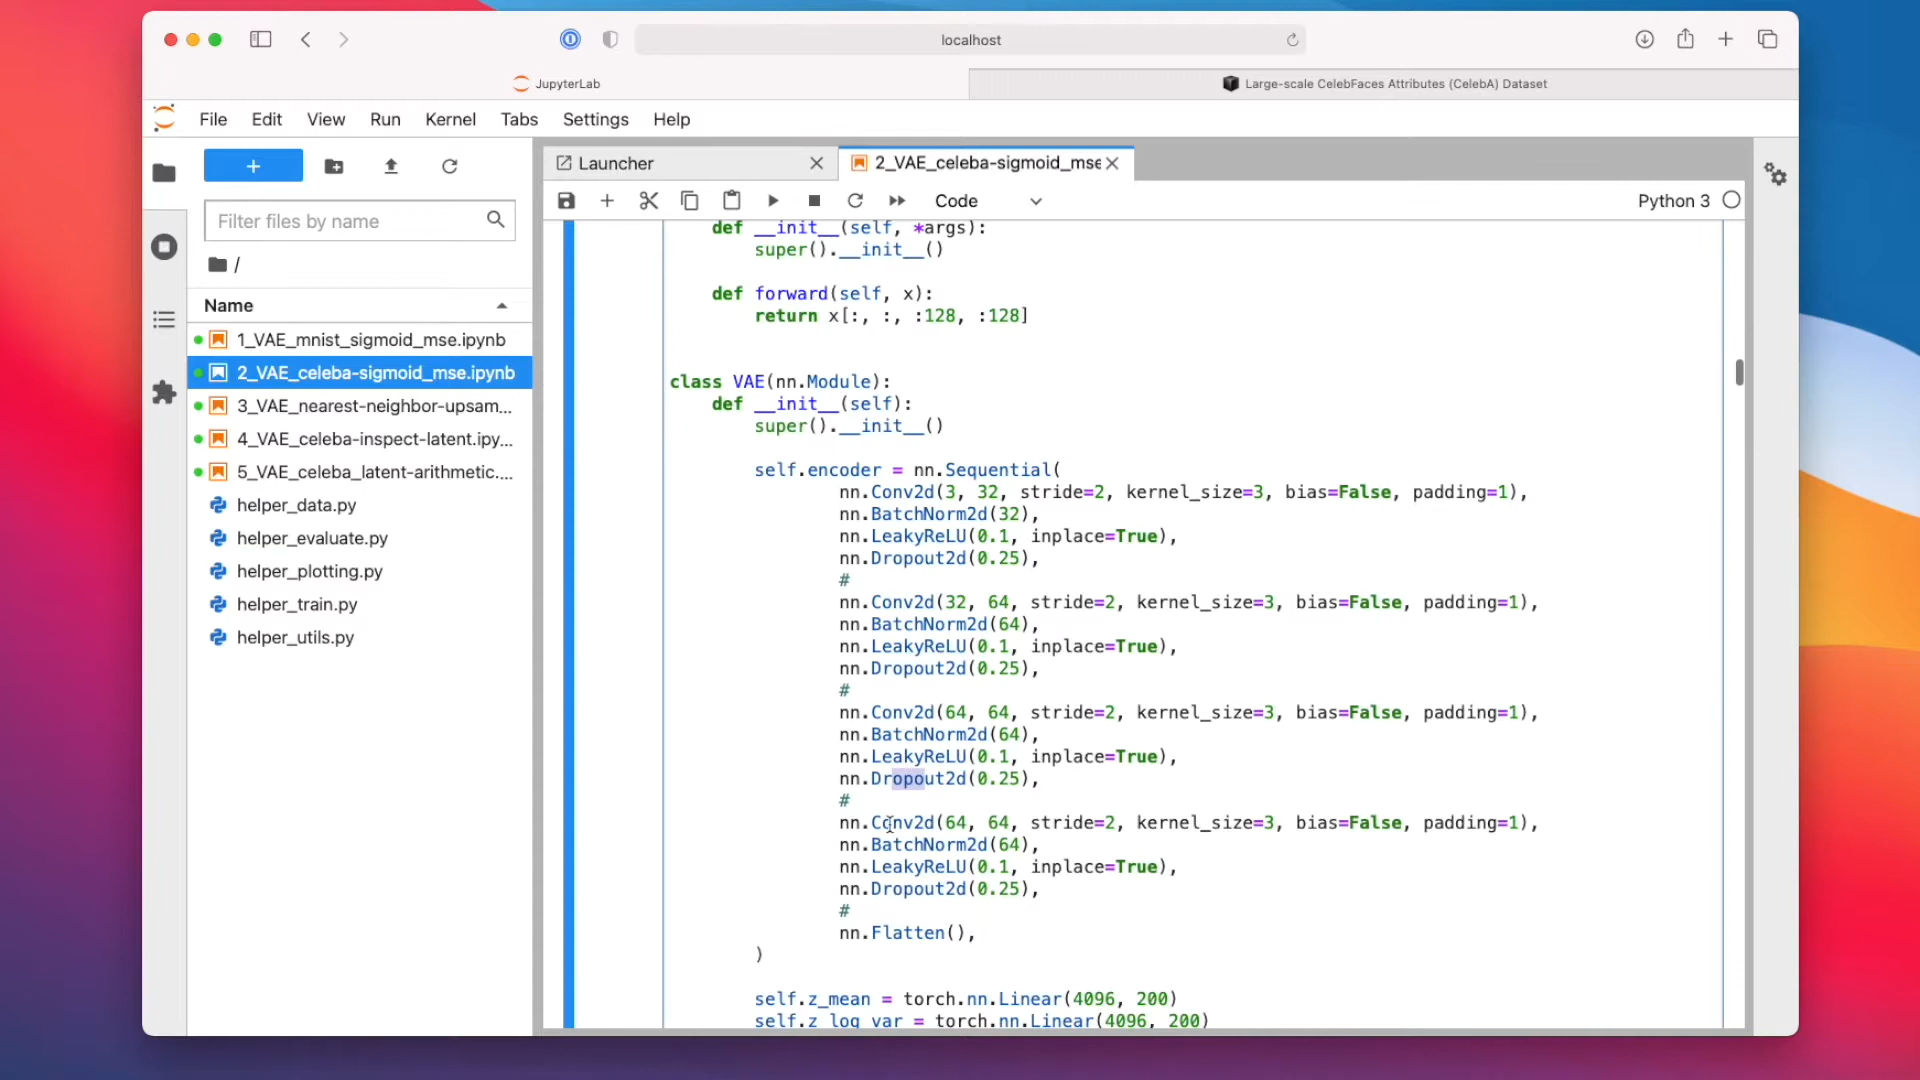 localhost
JupyterLab
Large-scale CelebFaces Attributes (CelebA) Dataset
File Edit View Run Kernel Tabs Settings Help
Filter files by name
/
Name
1_VAE_mnist_sigmoid_mse.ipynb
2_VAE_celeba-sigmoid_mse.ipynb
3_VAE_nearest-neighbor-upsam...
4_VAE_celeba-inspect-latent.ipy...
5_VAE_celeba_latent-arithmetic....
helper_data.py
helper_evaluate.py
helper_plotting.py
helper_train.py
helper_utils.py
Launcher
2_VAE_celeba-sigmoid_mse
Code
Python 3
def __init__(self, *args):
super().__init__()
def forward(self, x):
return x[:, :, :128, :128]
class VAE(nn.Module):
def __init__(self):
super().__init__()
self.encoder = nn.Sequential(
nn.Conv2d(3, 32, stride=2, kernel_size=3, bias=False, padding=1),
nn.BatchNorm2d(32),
nn.LeakyReLU(0.1, inplace=True),
nn.Dropout2d(0.25),
#
nn.Conv2d(32, 64, stride=2, kernel_size=3, bias=False, padding=1),
nn.BatchNorm2d(64),
nn.LeakyReLU(0.1, inplace=True),
nn.Dropout2d(0.25),
#
nn.Conv2d(64, 64, stride=2, kernel_size=3, bias=False, padding=1),
nn.BatchNorm2d(64),
nn.LeakyReLU(0.1, inplace=True),
nn.Dropout2d(0.25),
#
nn.Conv2d(64, 64, stride=2, kernel_size=3, bias=False, padding=1),
nn.BatchNorm2d(64),
nn.LeakyReLU(0.1, inplace=True),
nn.Dropout2d(0.25),
#
nn.Flatten(),
)
self.z_mean = torch.nn.Linear(4096, 200)
self.z_log_var = torch.nn.Linear(4096, 200)